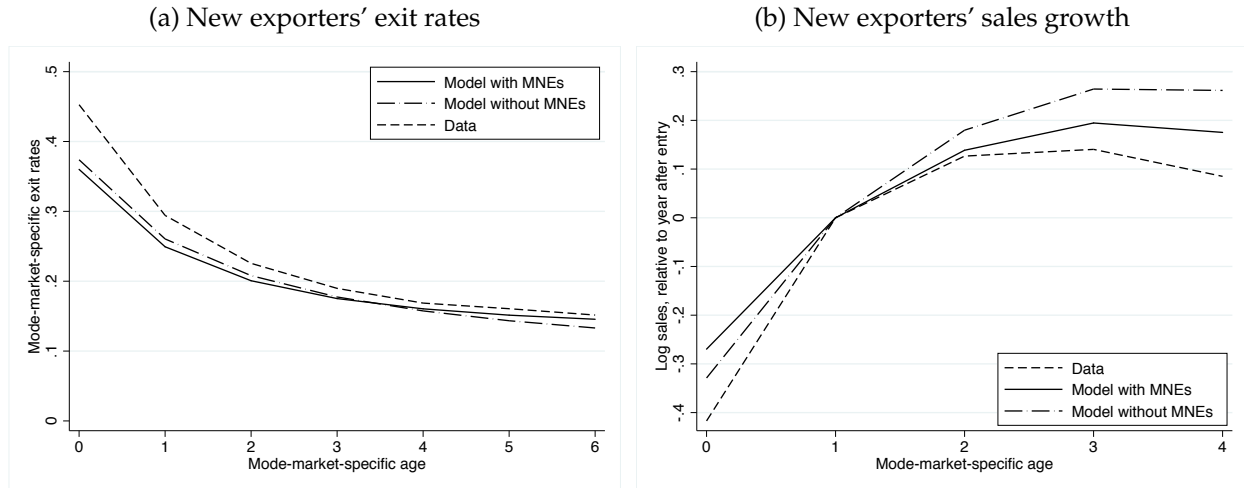 (a) New exporters’ exit rates
Mode-market-specific exit rates
.5
.4
.3
.2
.1
0
Model with MNEs
Model without MNEs
Data
0 1 2 3 4 5 6
Mode-market-specific age
(b) New exporters’ sales growth
Log sales, relative to year after entry
.3
.2
.1
0
-.1
-.2
-.3
-.4
Data
Model with MNEs
Model without MNEs
0 1 2 3 4
Mode-market-specific age